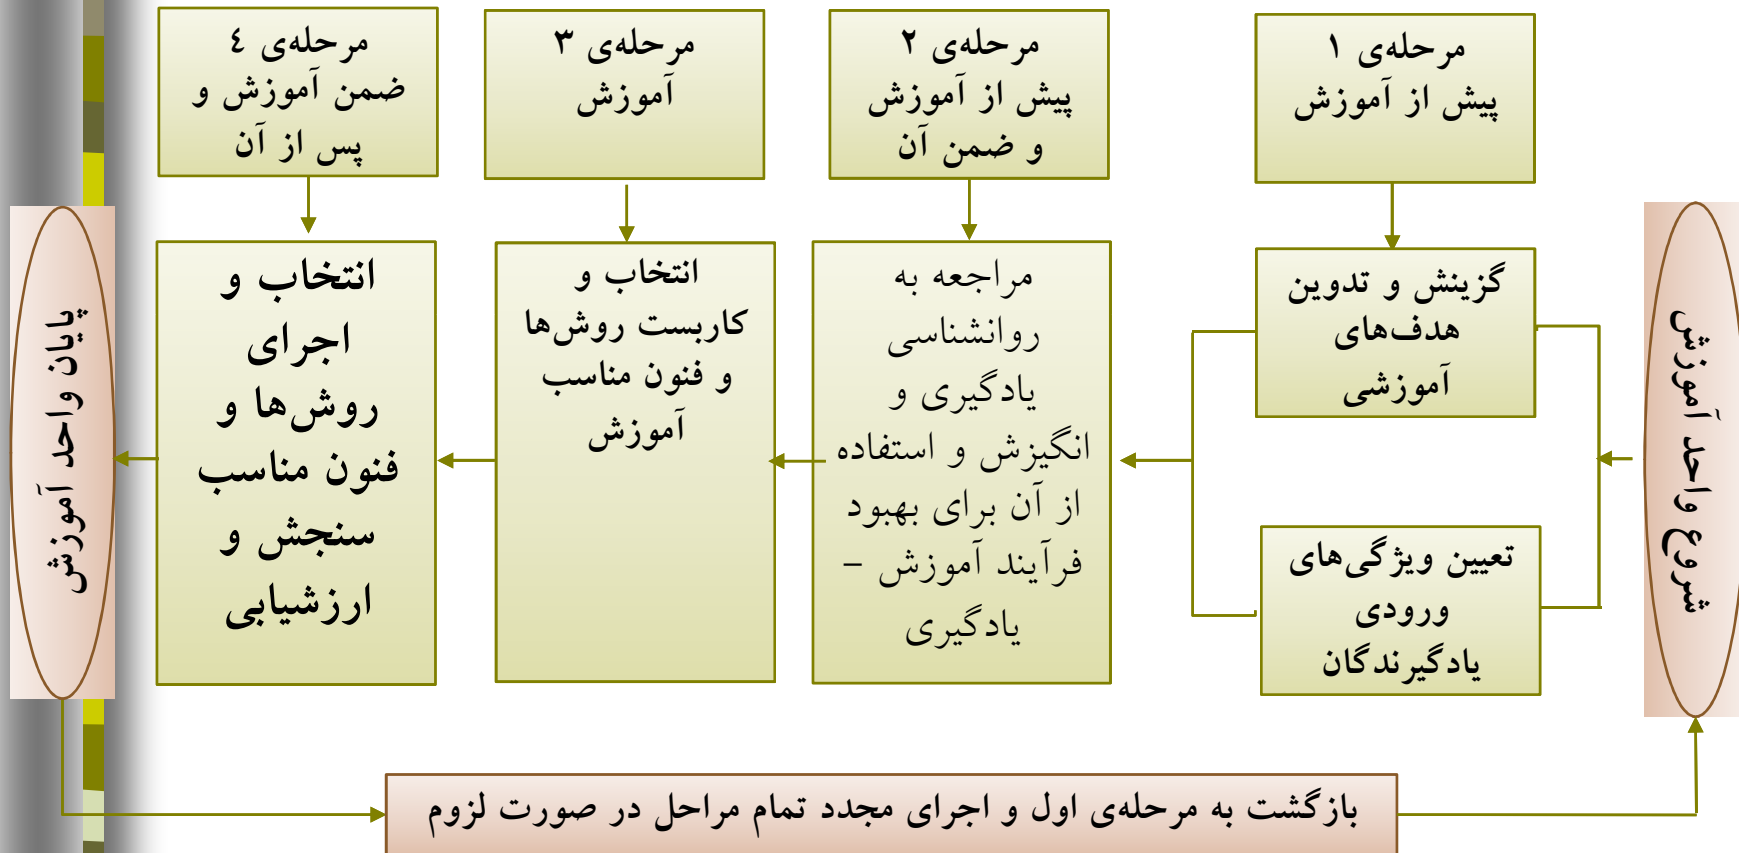 مرحله‌ی ۱
پیش از آموزش
مرحله‌ی ۲
پیش از آموزش
و ضمن آن
مرحله‌ی ۳
آموزش
مرحله‌ی ٤
ضمن آموزش و
پس از آن
شروع واحد آموزش
گزینش و تدوین
هدف‌های
آموزشی
تعیین ویژگی‌های
ورودی
یادگیرندگان
مراجعه به
روانشناسی
یادگیری و
انگیزش و استفاده
از آن برای بهبود
فرآیند آموزش –
یادگیری
انتخاب و
کاربست روش‌ها
و فنون مناسب
آموزش
انتخاب و
اجرای
روش‌ها و
فنون مناسب
سنجش و
ارزشیابی
پایان واحد آموزش
بازگشت به مرحله‌ی اول و اجرای مجدد تمام مراحل در صورت لزوم